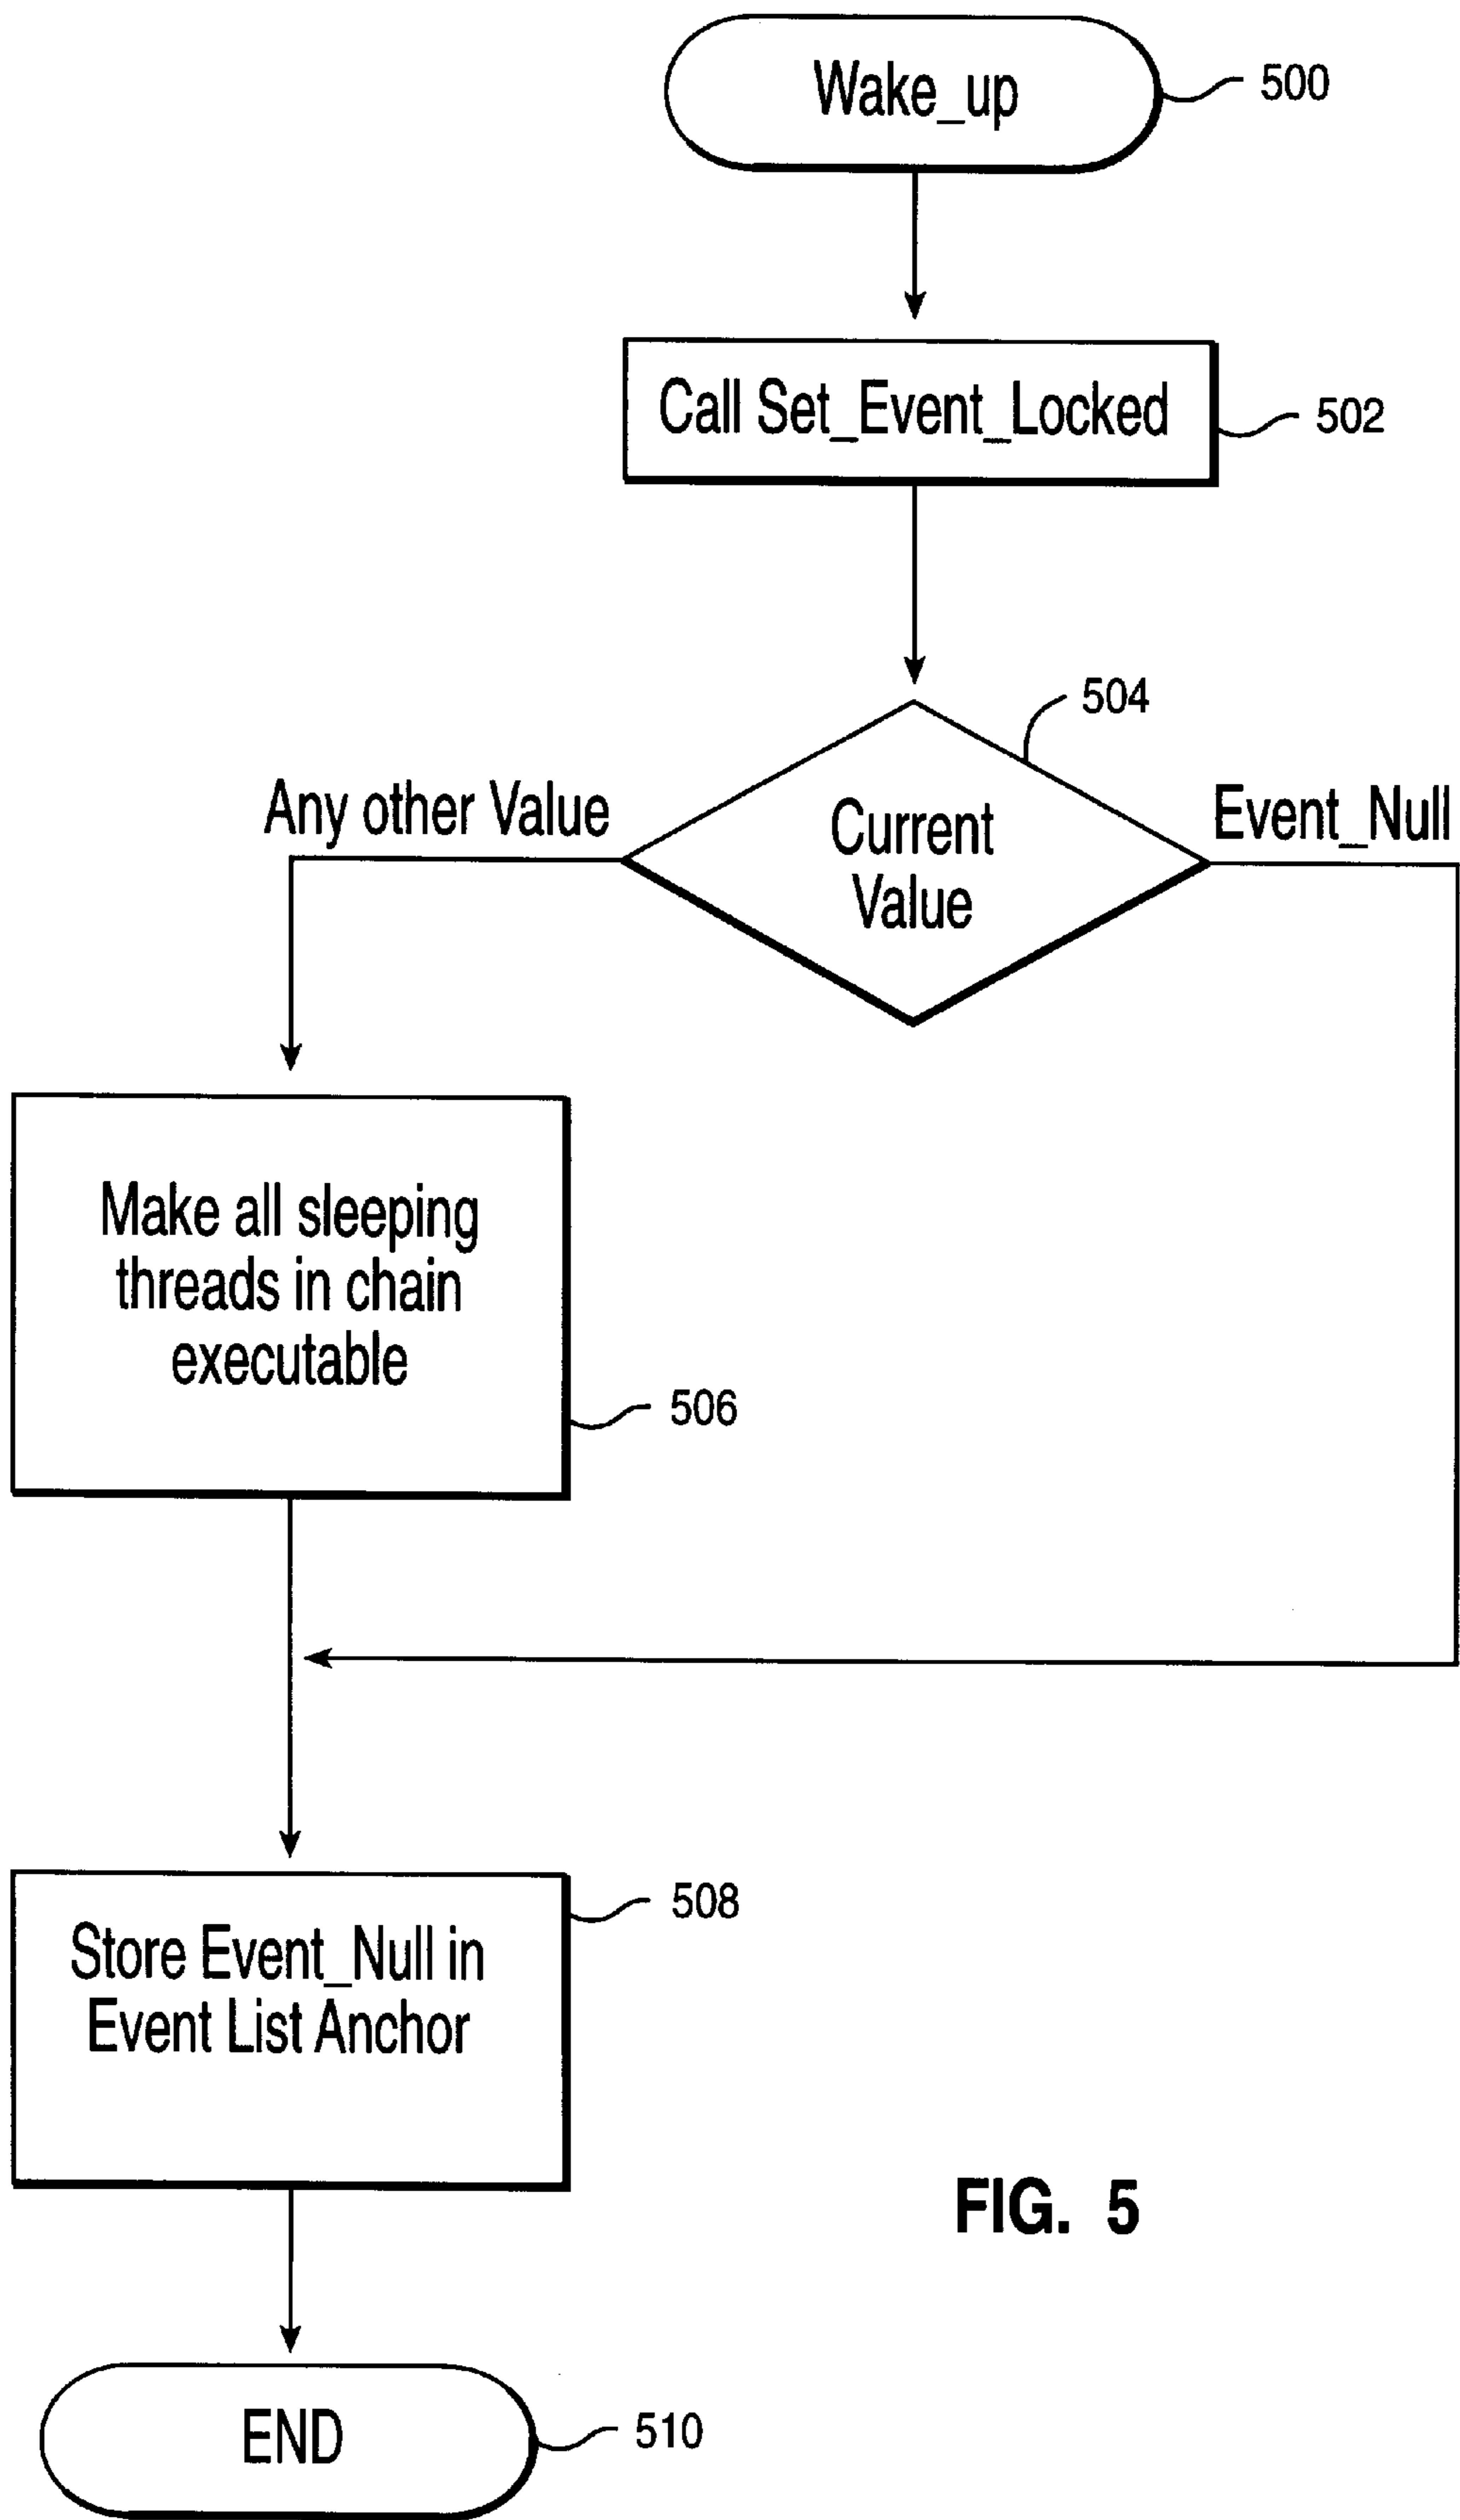 Wake_up
500
Call Set_Event_Locked
502
504
Any other Value
Current
Value
Event_Null
Make all sleeping
threads in chain
executable
506
508
Store Event_Null in
Event List Anchor
FIG. 5
END
510